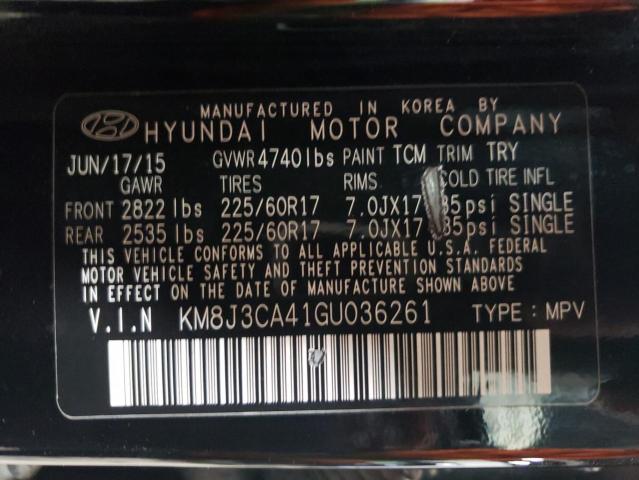 MANUFACTURED IN KOREA BY
HYUNDAI MOTOR COMPANY
JUN/17/15 GVWR 4740lbs PAINT TCM TRIM TRY
GAWR TIRES RIMS COLD TIRE INFL
FRONT 2822 lbs 225/60R17 7.0JX17 35psi SINGLE
REAR 2535 lbs 225/60R17 7.0JX17 35psi SINGLE
THIS VEHICLE CONFORMS TO ALL APPLICABLE U.S.A. FEDERAL
MOTOR VEHICLE SAFETY AND THEFT PREVENTION STANDARDS
IN EFFECT ON THE DATE OF MANUFACTURE SHOWN ABOVE
V.I.N KM8J3CA41GU036261 TYPE : MPV